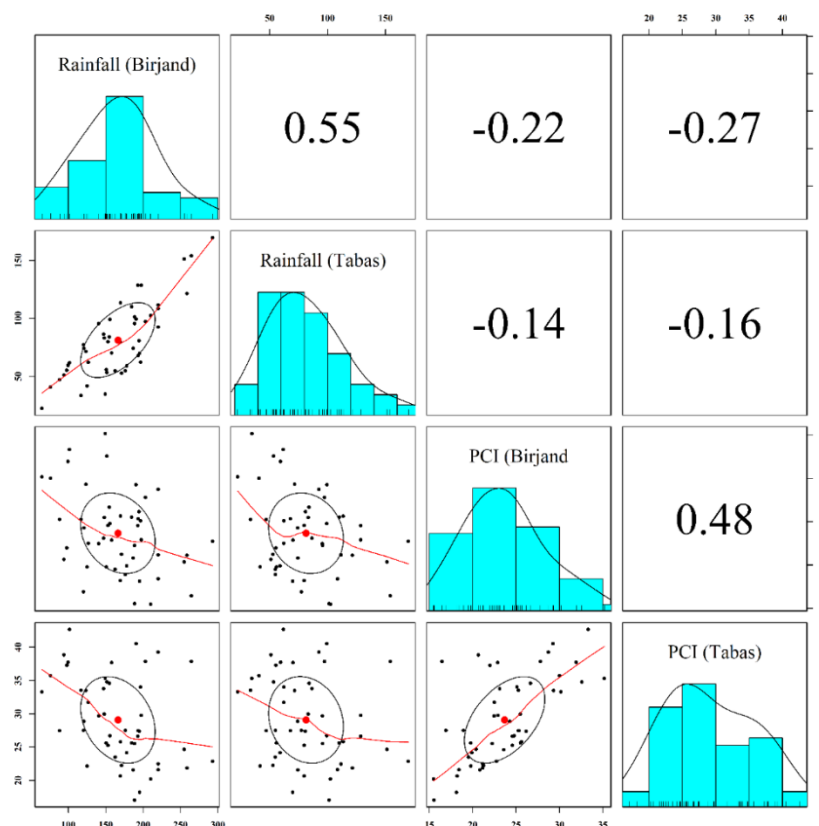 50 100 150 20 25 30 35 40
Rainfall (Birjand)
0.55
-0.22
-0.27
Rainfall (Tabas)
-0.14
-0.16
50 100 150
PCI (Birjand
0.48
PCI (Tabas)
20 25 30 35 40
100 150 200 250 300 15 20 25 30 35